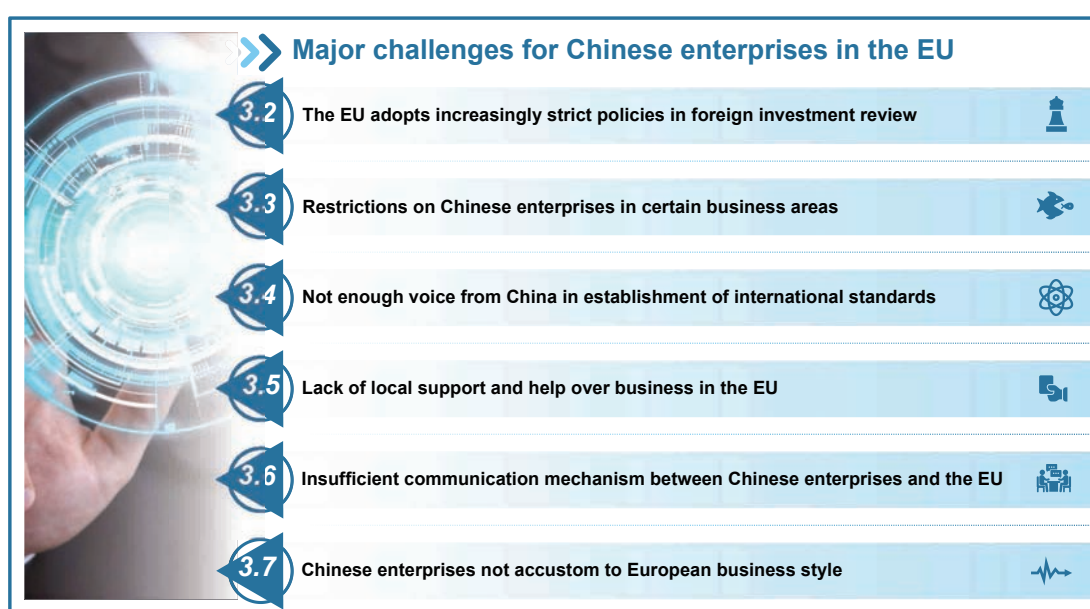 Major challenges for Chinese enterprises in the EU
3.2 The EU adopts increasingly strict policies in foreign investment review
3.3 Restrictions on Chinese enterprises in certain business areas
3.4 Not enough voice from China in establishment of international standards
3.5 Lack of local support and help over business in the EU
3.6 Insufficient communication mechanism between Chinese enterprises and the EU
3.7 Chinese enterprises not accustom to European business style